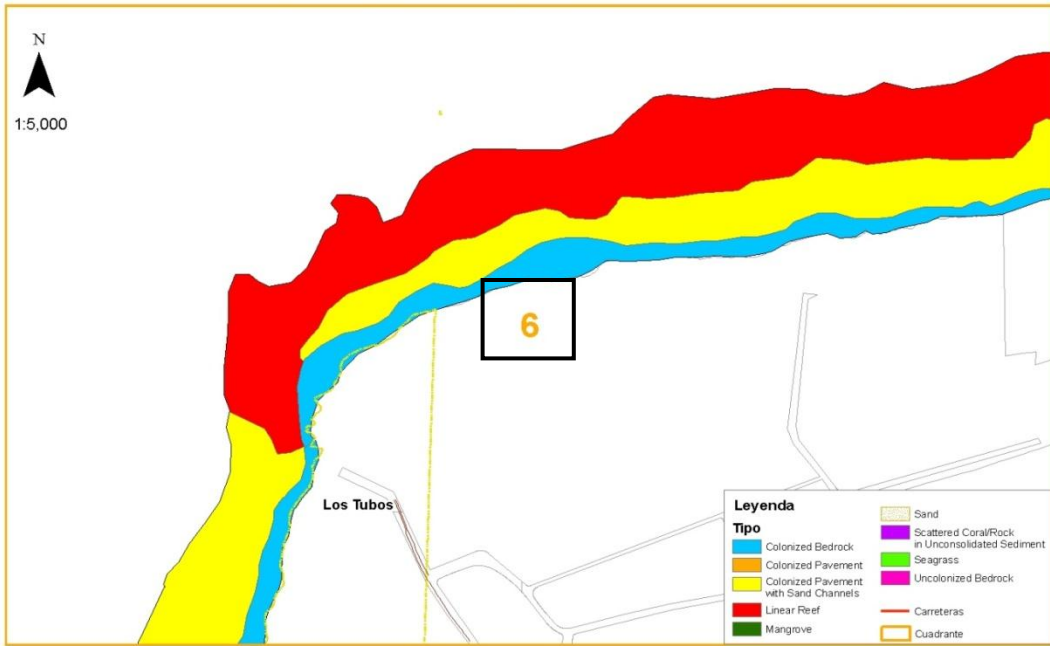 N
1:5,000
6
Los Tubos
Leyenda
Tipo
Colonized Bedrock
Colonized Pavement
Colonized Pavement
with Sand Channels
Linear Reef
Mangrove
Sand
Scattered Coral/Rock
in Unconsolidated Sediment
Seagrass
Uncolonized Bedrock
Carreteras
Cuadrante